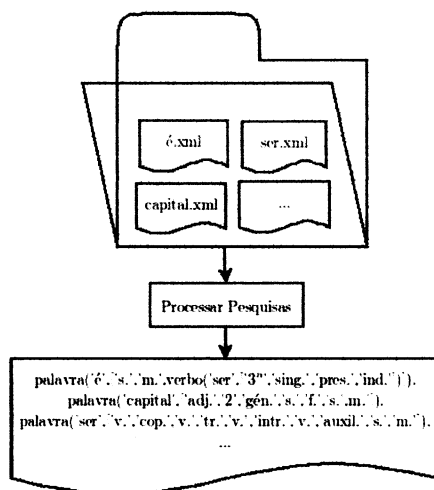 é.xml
ser.xml
capital.xml
...
Processar Pesquisas
palavra('é','s.','m.',verbo('ser','3ª','sing.','pres.','ind.')').
palavra('capital','adj.','2','gén.','s.','f.','s.','m.').
palavra('ser','v.','cop.','v.','tr.','v.','intr.','v.','auxil.','s.','m.').
...